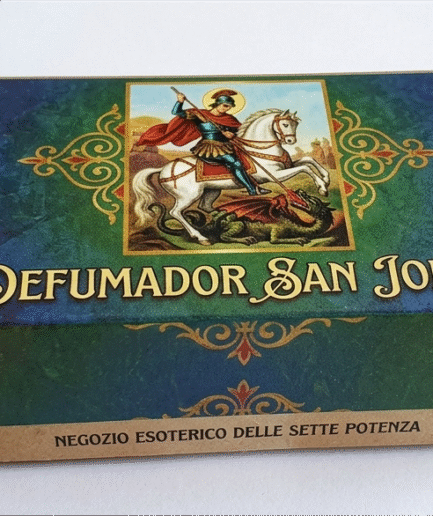 DEFUMADOR SAN JO
NEGOZIO ESOTERICO DELLE SETTE POTENZA